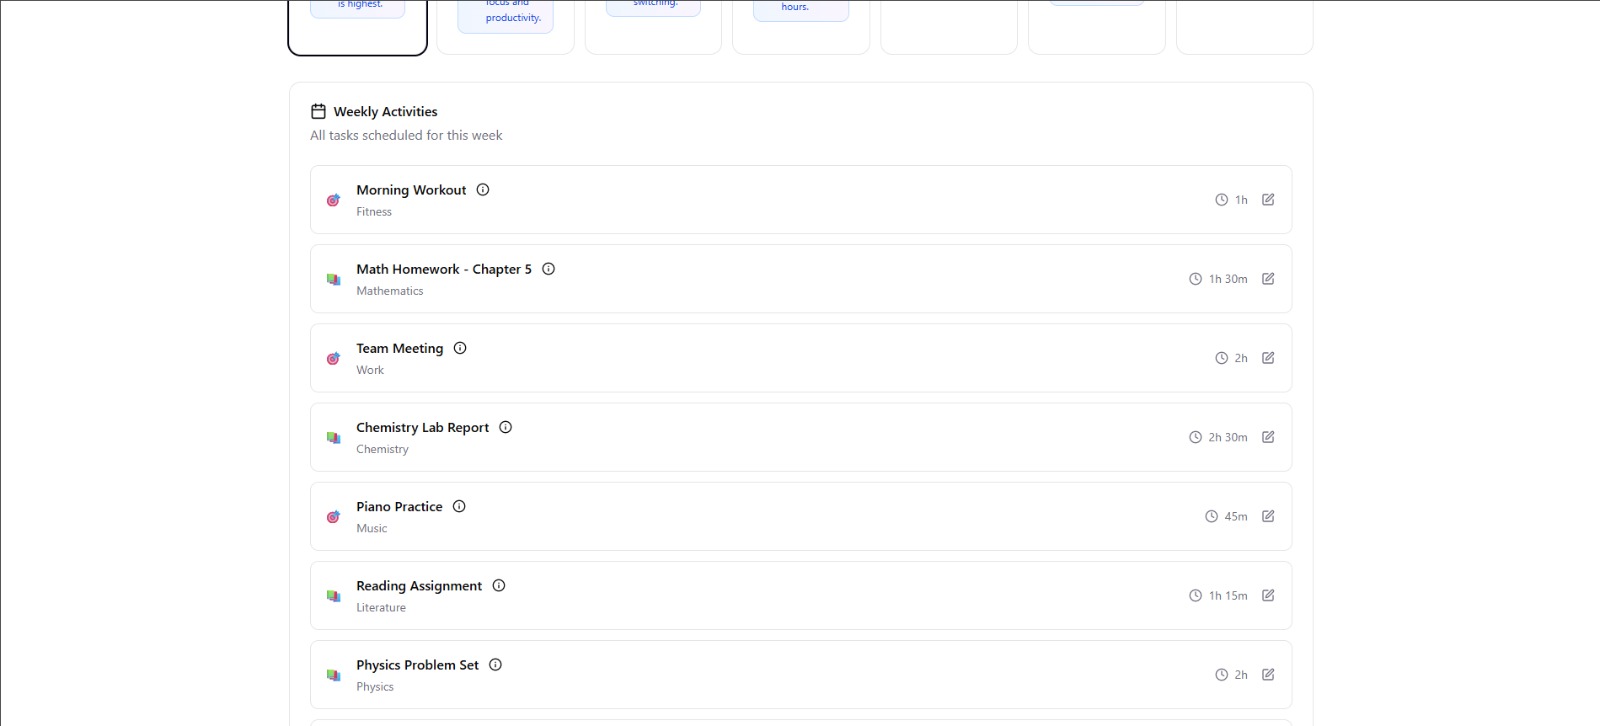 is highest.
focus and
productivity.
switching.
hours.
Weekly Activities
All tasks scheduled for this week
Morning Workout
Fitness
1h
Math Homework - Chapter 5
Mathematics
1h 30m
Team Meeting
Work
2h
Chemistry Lab Report
Chemistry
2h 30m
Piano Practice
Music
45m
Reading Assignment
Literature
1h 15m
Physics Problem Set
Physics
2h